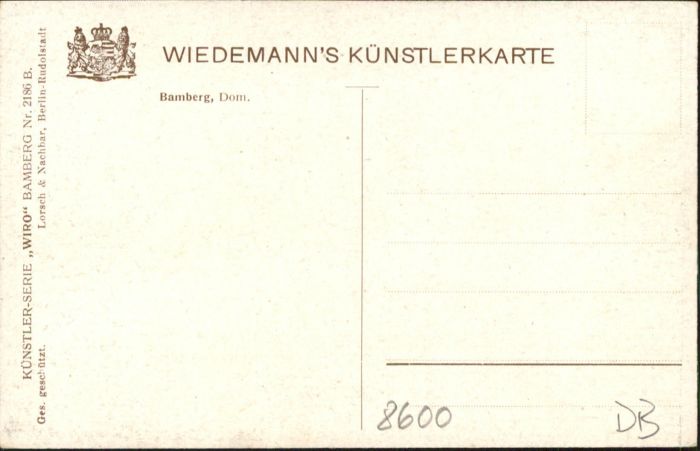 WIEDEMANN'S KÜNSTLERKARTE
Bamberg, Dom.
KÜNSTLER-SERIE „WIRO“ BAMBERG Nr. 2186 B.
Lorsch & Nachbar, Berlin-Rudolstadt
Ges. geschützt.
8600
DB